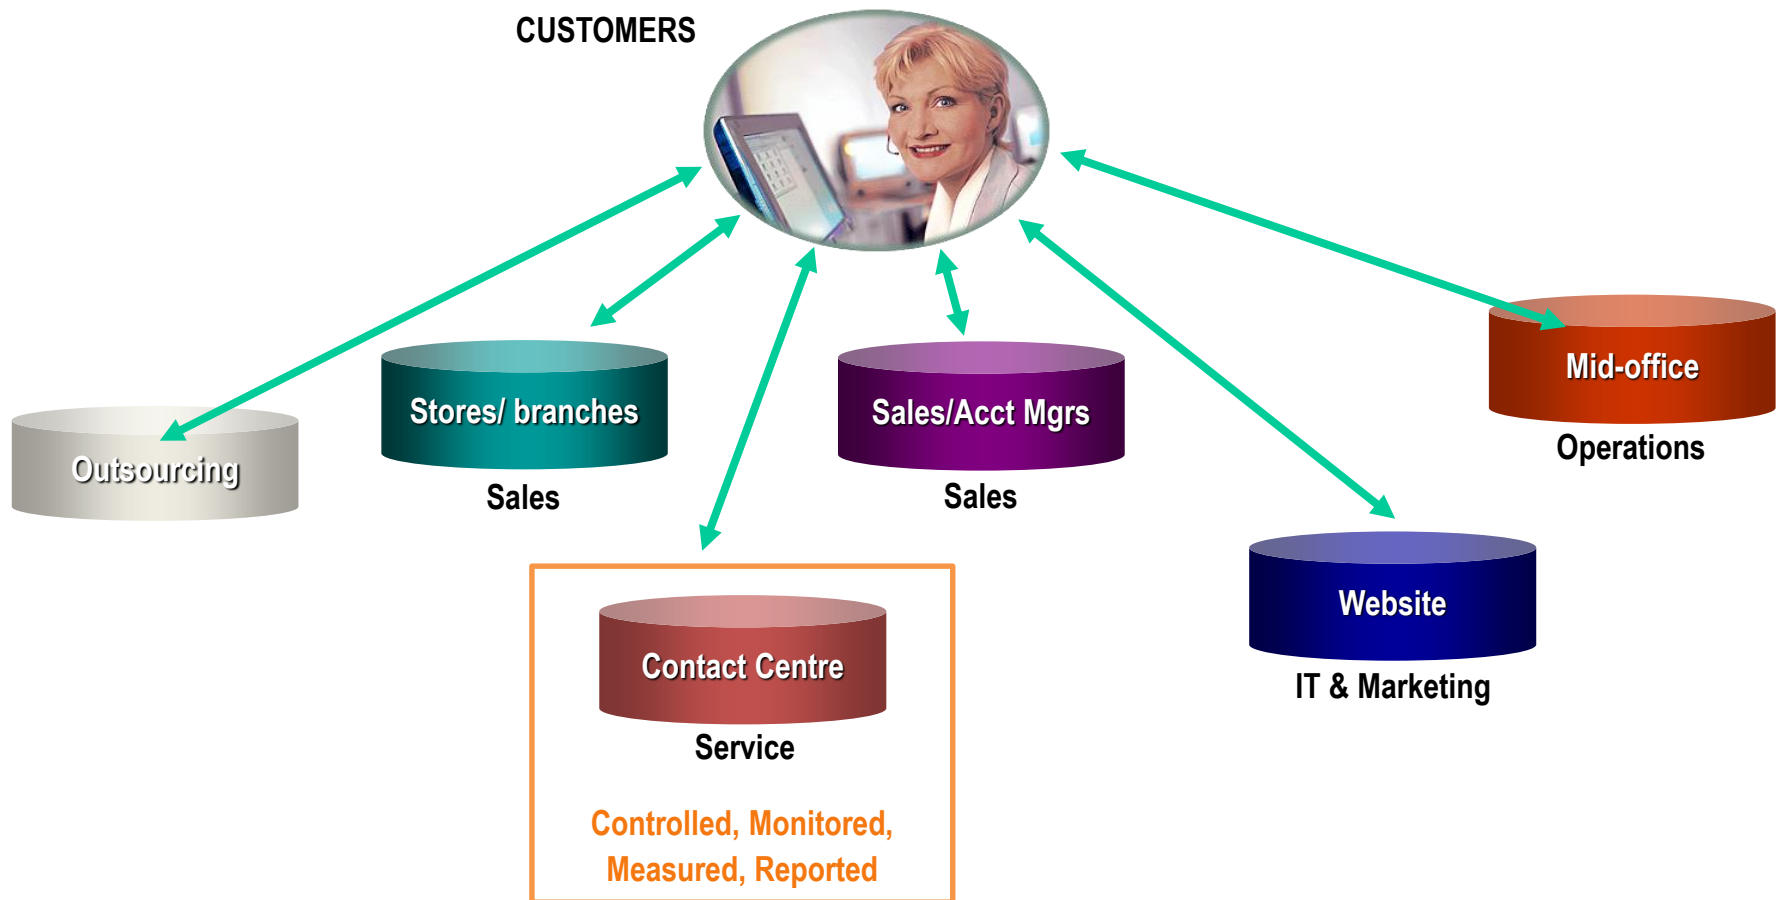 CUSTOMERS
Mid-office
Operations
Stores/ branches
Sales
Sales/Acct Mgrs
Sales
Outsourcing
Website
IT & Marketing
Contact Centre
Service
Controlled, Monitored,
Measured, Reported